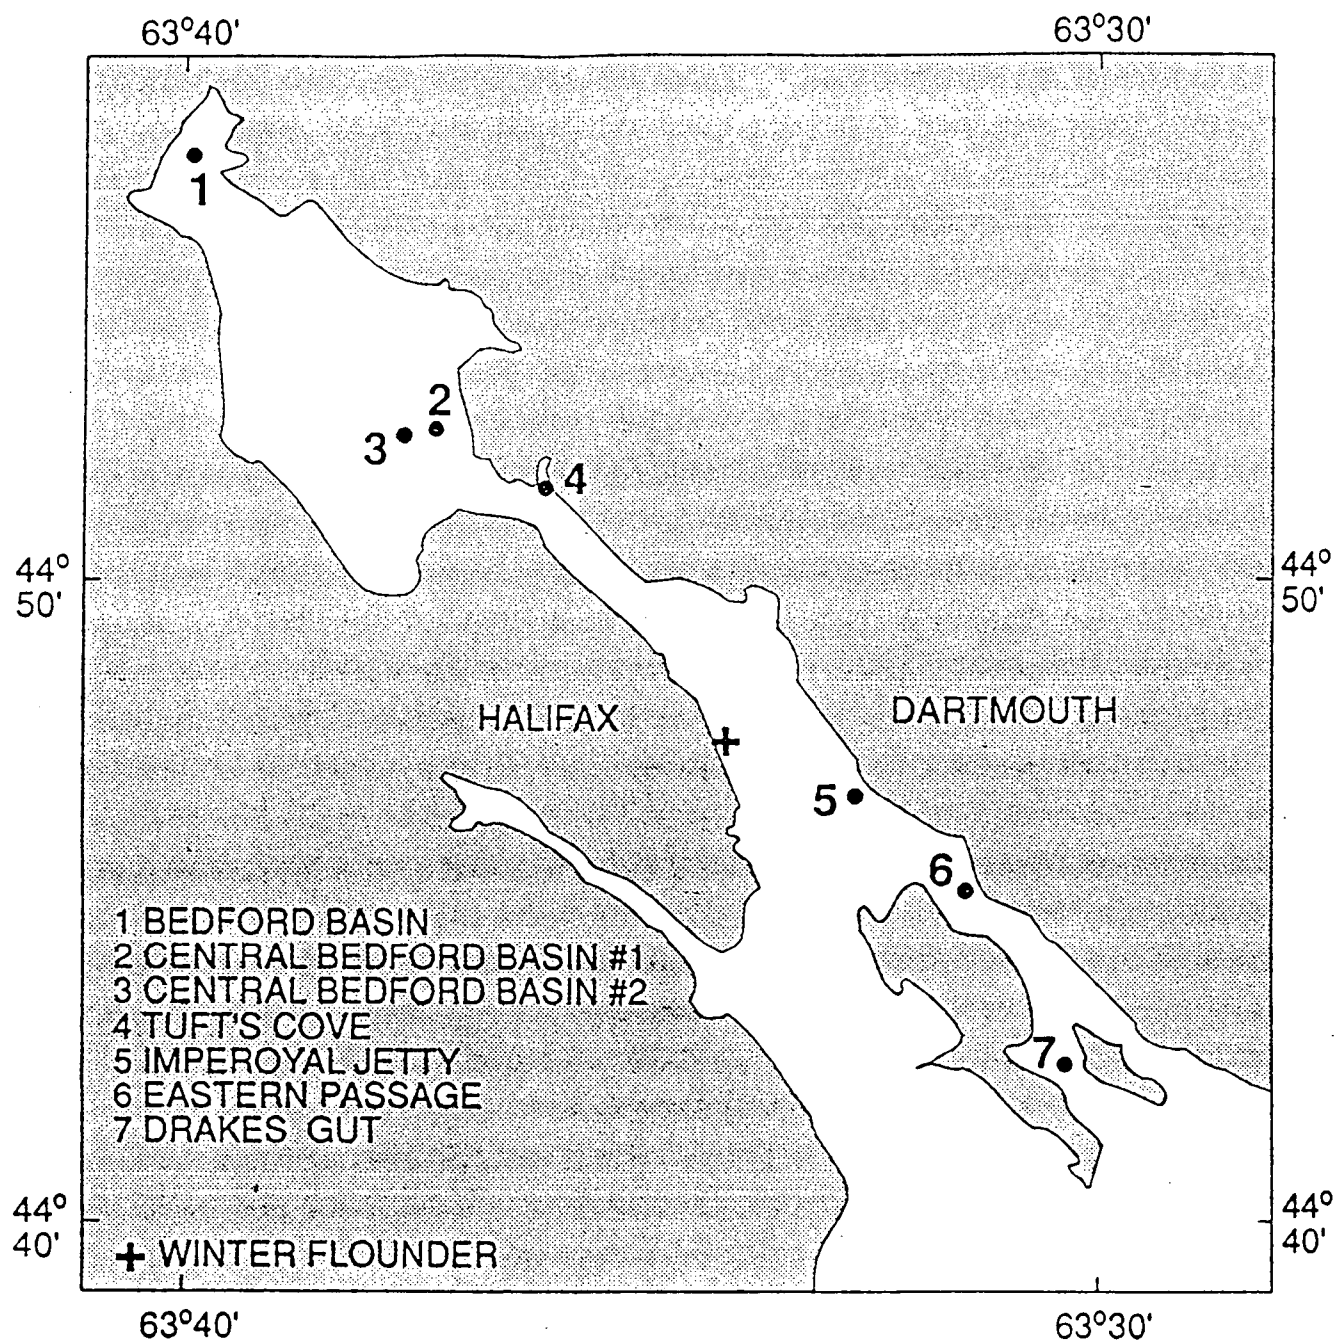 63°40' 63°30'
1
2
3
4
44° 44°
50' 50'
HALIFAX DARTMOUTH
5
6
1 BEDFORD BASIN
2 CENTRAL BEDFORD BASIN #1
3 CENTRAL BEDFORD BASIN #2
4 TUFT'S COVE
5 IMPEROYAL JETTY
7
6 EASTERN PASSAGE
7 DRAKES GUT
44° 44°
40' 40'
+ WINTER FLOUNDER
63°40' 63°30'